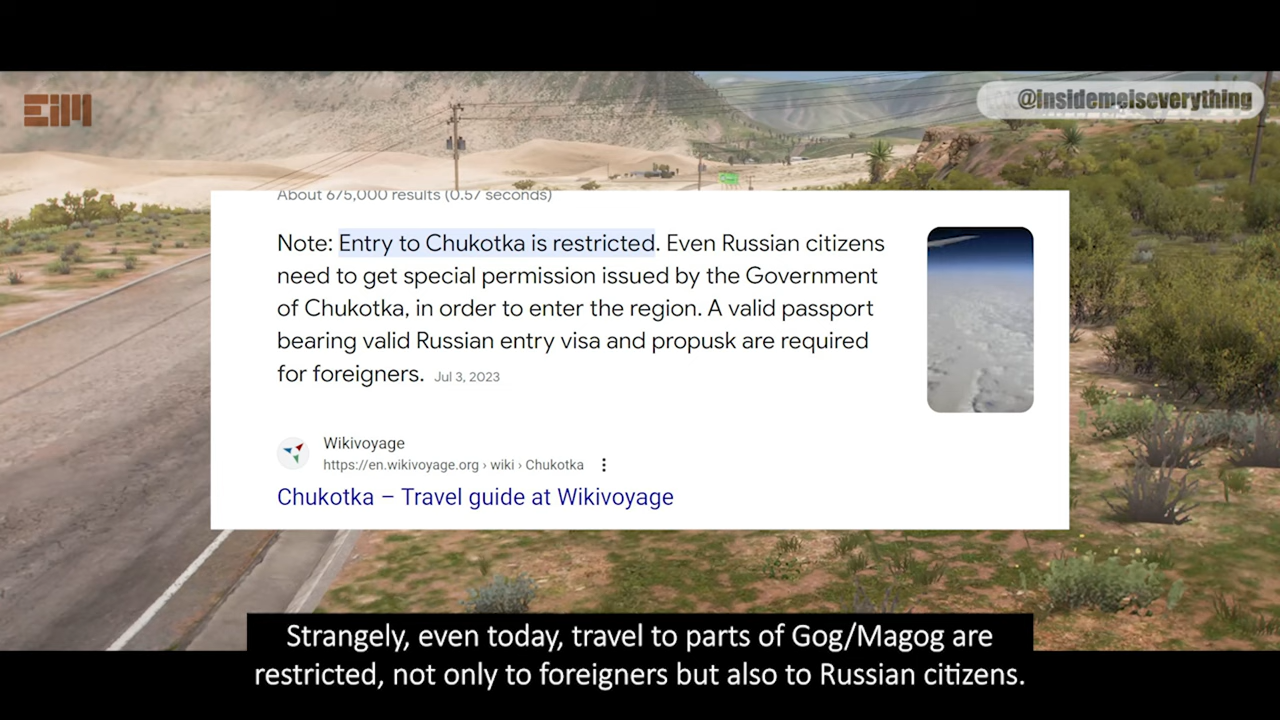 EIM
@insidemeiseverything
About 675,000 results (0.57 seconds)
Note: Entry to Chukotka is restricted. Even Russian citizens
need to get special permission issued by the Government
of Chukotka, in order to enter the region. A valid passport
bearing valid Russian entry visa and propusk are required
for foreigners. Jul 3, 2023
Wikivoyage
https://en.wikivoyage.org › wiki › Chukotka
Chukotka – Travel guide at Wikivoyage
Strangely, even today, travel to parts of Gog/Magog are
restricted, not only to foreigners but also to Russian citizens.